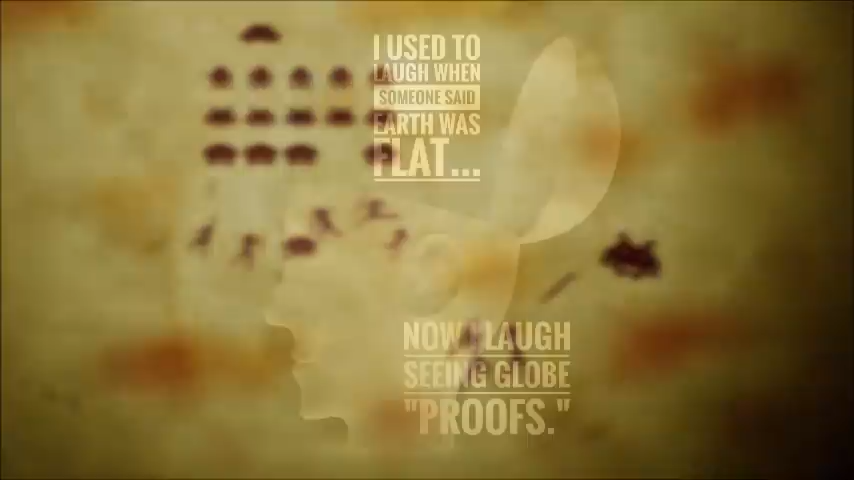 I USED TO
LAUGH WHEN
SOMEONE SAID
EARTH WAS
FLAT...
NOW I LAUGH
SEEING GLOBE
"PROOFS."